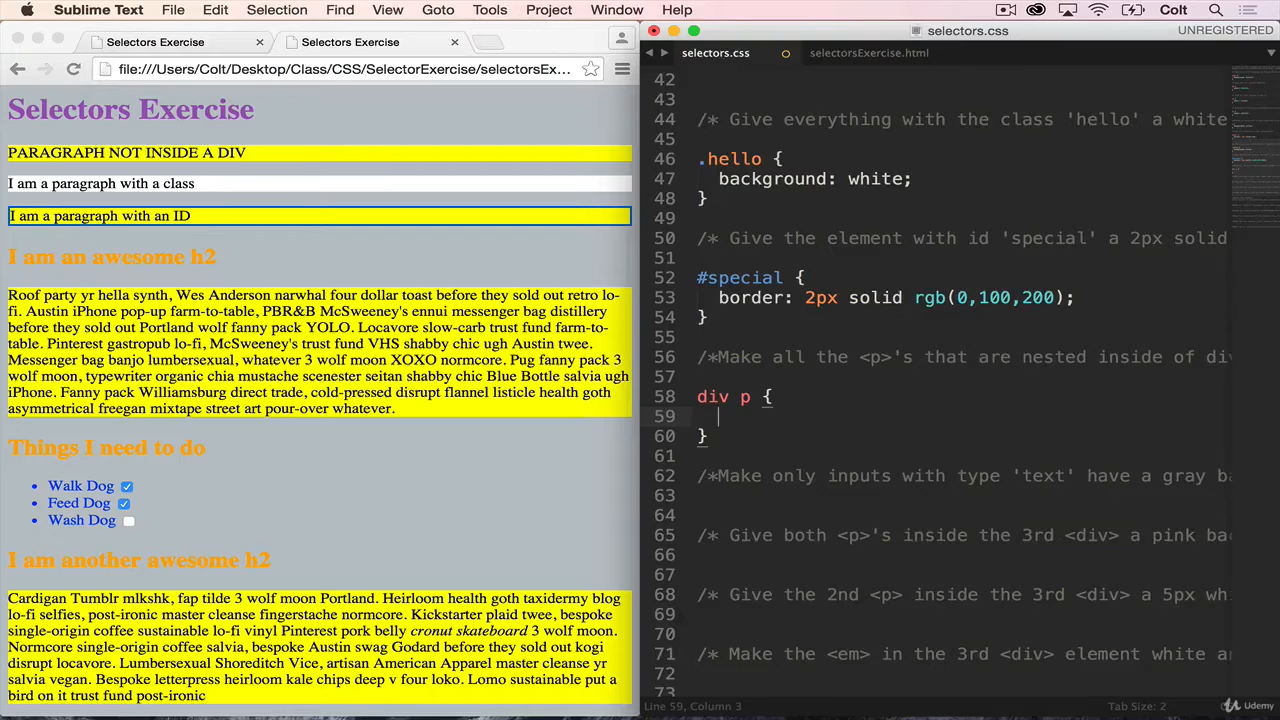 Sublime Text File Edit Selection Find View Goto Tools Project Window Help Colt
Selectors Exercise × Selectors Exercise ×
file:///Users/Colt/Desktop/Class/CSS/SelectorExercise/selectorsEx…
Selectors Exercise
PARAGRAPH NOT INSIDE A DIV
I am a paragraph with a class
I am a paragraph with an ID
I am an awesome h2
Roof party yr hella synth, Wes Anderson narwhal four dollar toast before they sold out retro lo-
fi. Austin iPhone pop-up farm-to-table, PBR&B McSweeney's ennui messenger bag distillery
before they sold out Portland wolf fanny pack YOLO. Locavore slow-carb trust fund farm-to-
table. Pinterest gastropub lo-fi, McSweeney's trust fund VHS shabby chic ugh Austin twee.
Messenger bag banjo lumbersexual, whatever 3 wolf moon XOXO normcore. Pug fanny pack 3
wolf moon, typewriter organic chia mustache scenester seitan shabby chic Blue Bottle salvia ugh
iPhone. Fanny pack Williamsburg direct trade, cold-pressed disrupt flannel listicle health goth
asymmetrical freegan mixtape street art pour-over whatever.
Things I need to do
• Walk Dog
• Feed Dog
• Wash Dog
I am another awesome h2
Cardigan Tumblr mlkshk, fap tilde 3 wolf moon Portland. Heirloom health goth taxidermy blog
lo-fi selfies, post-ironic master cleanse fingerstache normcore. Kickstarter plaid twee, bespoke
single-origin coffee sustainable lo-fi vinyl Pinterest pork belly cronut skateboard 3 wolf moon.
Normcore single-origin coffee salvia, bespoke Austin swag Godard before they sold out kogi
disrupt locavore. Lumbersexual Shoreditch Vice, artisan American Apparel master cleanse yr
salvia vegan. Bespoke letterpress heirloom kale chips deep v four loko. Lomo sustainable put a
bird on it trust fund post-ironic
selectors.css UNREGISTERED
selectors.css selectorsExercise.html
42
43
44 /* Give everything with the class 'hello' a white
45
46 .hello {
47 background: white;
48 }
49
50 /* Give the element with id 'special' a 2px solid
51
52 #special {
53 border: 2px solid rgb(0,100,200);
54 }
55
56 /*Make all the <p>'s that are nested inside of div
57
58 div p {
59
60 }
61
62 /*Make only inputs with type 'text' have a gray ba
63
64
65 /* Give both <p>'s inside the 3rd <div> a pink bac
66
67
68 /* Give the 2nd <p> inside the 3rd <div> a 5px whi
69
70
71 /* Make the <em> in the 3rd <div> element white an
72
73
Line 59, Column 3 Tab Size: 2 Udemy